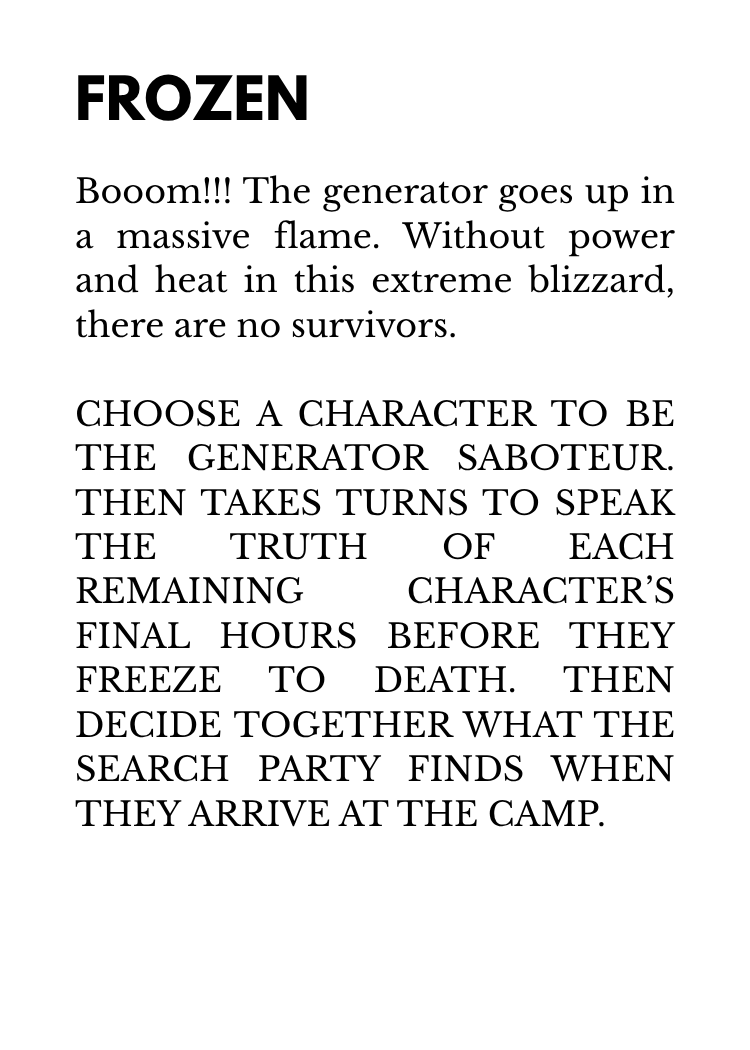 FROZEN
Booom!!! The generator goes up in
a massive flame. Without power
and heat in this extreme blizzard,
there are no survivors.
CHOOSE A CHARACTER TO BE
THE GENERATOR SABOTEUR.
THEN TAKES TURNS TO SPEAK
THE TRUTH OF EACH
REMAINING CHARACTER’S
FINAL HOURS BEFORE THEY
FREEZE TO DEATH. THEN
DECIDE TOGETHER WHAT THE
SEARCH PARTY FINDS WHEN
THEY ARRIVE AT THE CAMP.